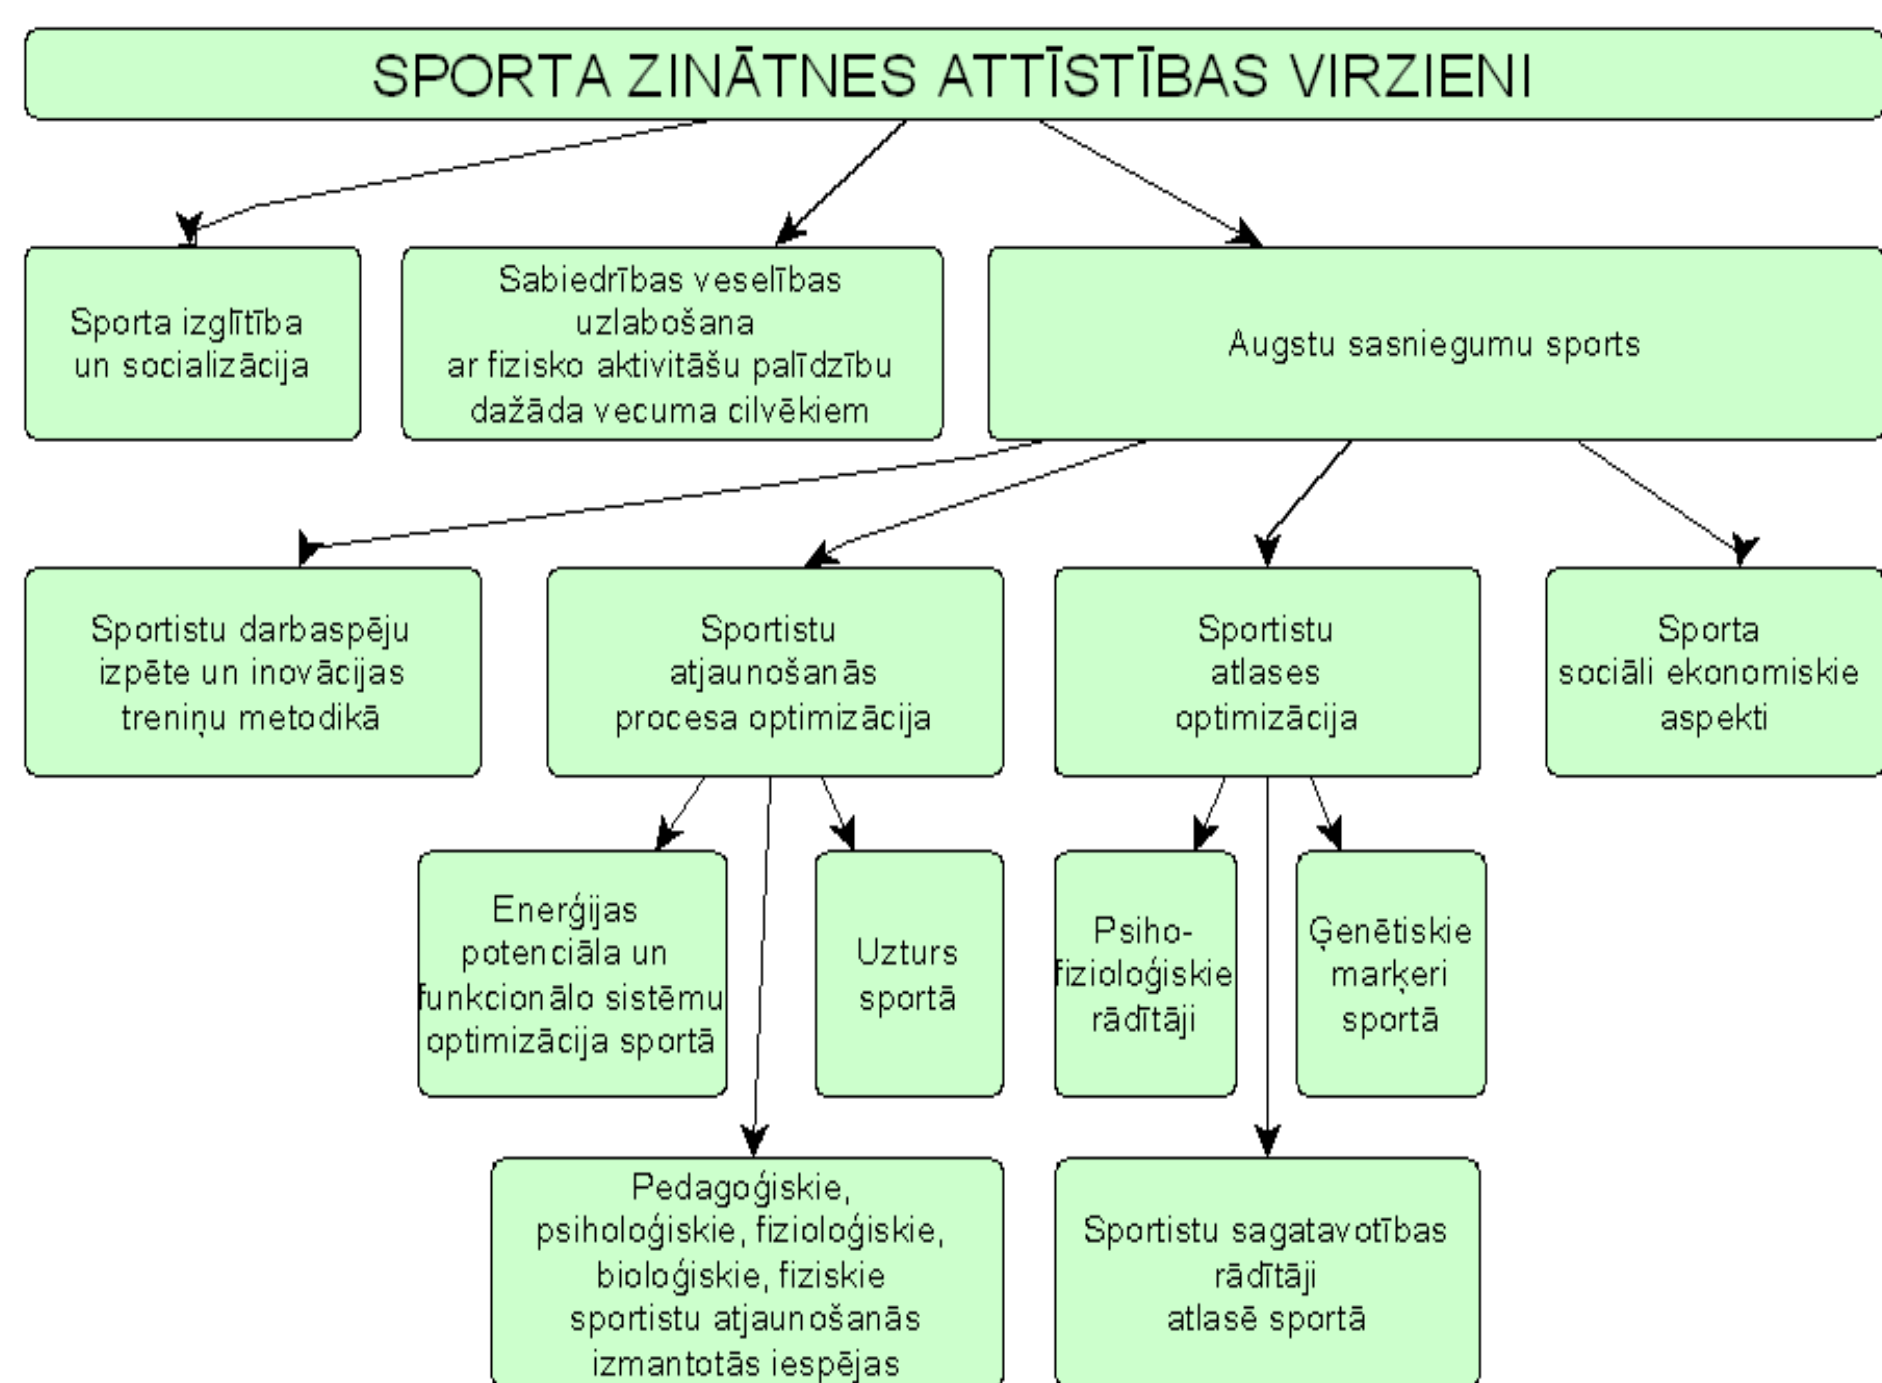 SPORTA ZINĀTNES ATTĪSTĪBAS VIRZIENI
Sporta izglītība
un socializācija
Sabiedrības veselības
uzlabošana
ar fizisko aktivitāšu palīdzību
dažāda vecuma cilvēkiem
Augstu sasniegumu sports
Sportistu darbaspēju
izpēte un inovācijas
treniņu metodikā
Sportistu
atjaunošanās
procesa optimizācija
Sportistu
atlases
optimizācija
Sporta
sociāli ekonomiskie
aspekti
Enerģijas
potenciāla un
funkcionālo sistēmu
optimizācija sportā
Uzturs
sportā
Psiho-
fizioloģiskie
rādītāji
Ģenētiskie
marķeri
sportā
Pedagoģiskie,
psiholoģiskie, fizioloģiskie,
bioloģiskie, fiziskie
sportistu atjaunošanās
izmantotās iespējas
Sportistu sagatavotības
rādītāji
atlasē sportā